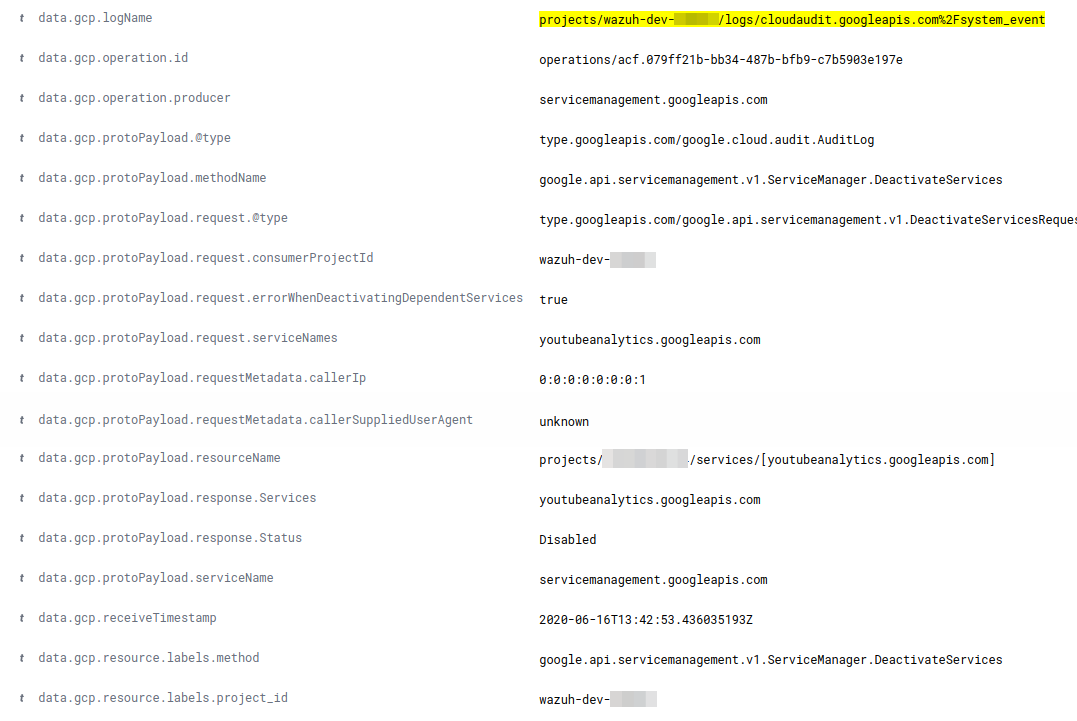 t data.gcp.logName projects/wazuh-dev- /logs/cloudaudit.googleapis.com%2Fsystem_event
t data.gcp.operation.id operations/acf.079ff21b-bb34-487b-bfb9-c7b5903e197e
t data.gcp.operation.producer servicemanagement.googleapis.com
t data.gcp.protoPayload.@type type.googleapis.com/google.cloud.audit.AuditLog
t data.gcp.protoPayload.methodName google.api.servicemanagement.v1.ServiceManager.DeactivateServices
t data.gcp.protoPayload.request.@type type.googleapis.com/google.api.servicemanagement.v1.DeactivateServicesReques
t data.gcp.protoPayload.request.consumerProjectId wazuh-dev-
t data.gcp.protoPayload.request.errorWhenDeactivatingDependentServices true
t data.gcp.protoPayload.request.serviceNames youtubeanalytics.googleapis.com
t data.gcp.protoPayload.requestMetadata.callerIp 0:0:0:0:0:0:0:1
t data.gcp.protoPayload.requestMetadata.callerSuppliedUserAgent unknown
t data.gcp.protoPayload.resourceName projects/ /services/[youtubeanalytics.googleapis.com]
t data.gcp.protoPayload.response.Services youtubeanalytics.googleapis.com
t data.gcp.protoPayload.response.Status Disabled
t data.gcp.protoPayload.serviceName servicemanagement.googleapis.com
t data.gcp.receiveTimestamp 2020-06-16T13:42:53.436035193Z
t data.gcp.resource.labels.method google.api.servicemanagement.v1.ServiceManager.DeactivateServices
t data.gcp.resource.labels.project_id wazuh-dev-